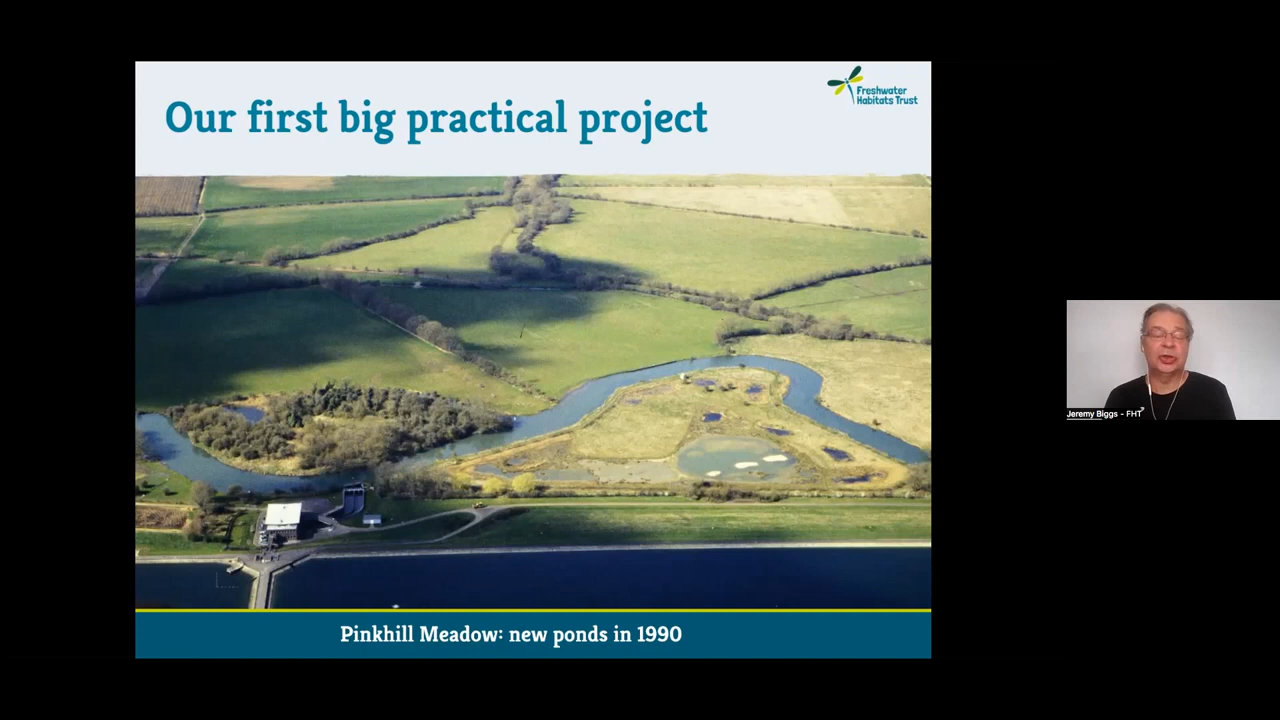 Our first big practical project
Freshwater
Habitats Trust
Jeremy Biggs - FHT
Pinkhill Meadow: new ponds in 1990